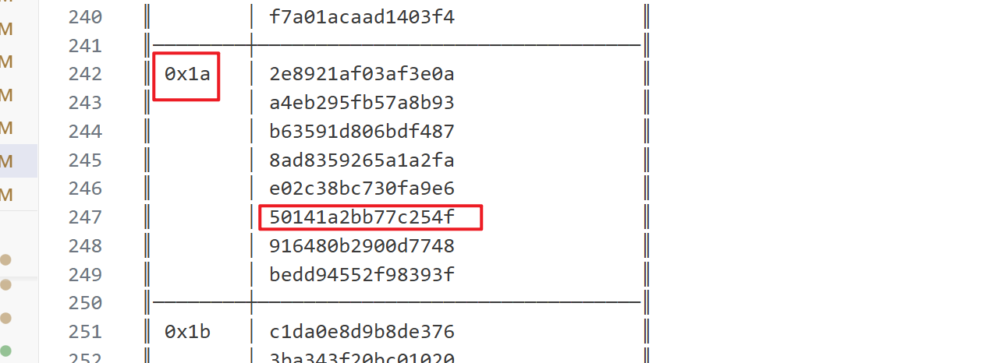 240 f7a01acaad1403f4
241
242 0x1a 2e8921af03af3e0a
243 a4eb295fb57a8b93
244 b63591d806bdf487
245 8ad8359265a1a2fa
246 e02c38bc730fa9e6
247 50141a2bb77c254f
248 916480b2900d7748
249 bedd94552f98393f
250
251 0x1b c1da0e8d9b8de376
252 3ba343f20bc01020
M
M
M
M
M
M